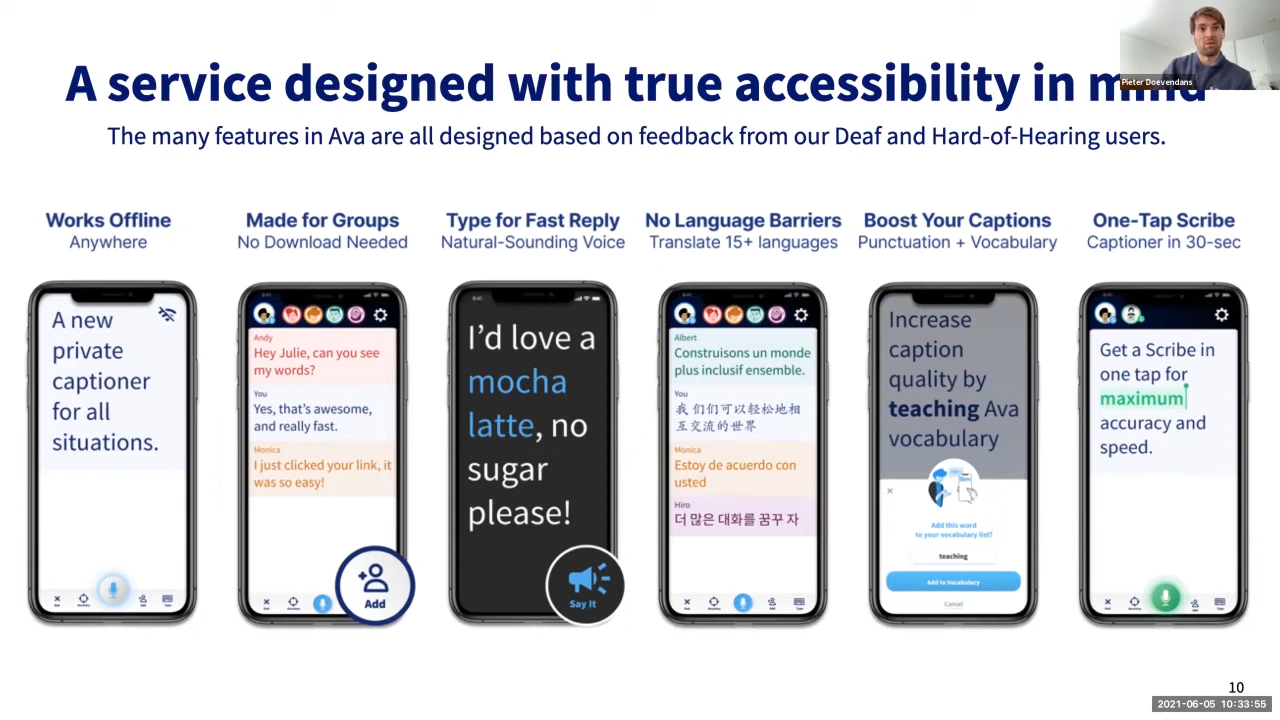 A service designed with true accessibility in mind
Pieter Doevendans
The many features in Ava are all designed based on feedback from our Deaf and Hard-of-Hearing users.
Works Offline
Anywhere
A new
private
captioner
for all
situations.
Made for Groups
No Download Needed
Andy
Hey Julie, can you see
my words?
You
Yes, that's awesome,
and really fast.
Monica
I just clicked your link, it
was so easy!
Add
Type for Fast Reply
Natural-Sounding Voice
I'd love a
mocha
latte, no
sugar
please!
Say It
No Language Barriers
Translate 15+ languages
Albert
Construisons un monde
plus inclusif ensemble.
You
我 们们可以轻松地相
互交流的世界
Monica
Estoy de acuerdo con
usted
Hiro
더 많은 대화를 꿈꾸 자
Boost Your Captions
Punctuation + Vocabulary
Increase
caption
quality by
teaching Ava
vocabulary
Add this word
to your vocabulary list?
teaching
Add to Vocabulary
Cancel
One-Tap Scribe
Captioner in 30-sec
Get a Scribe in
one tap for
maximum
accuracy and
speed.
10
2021-06-05 10:33:55